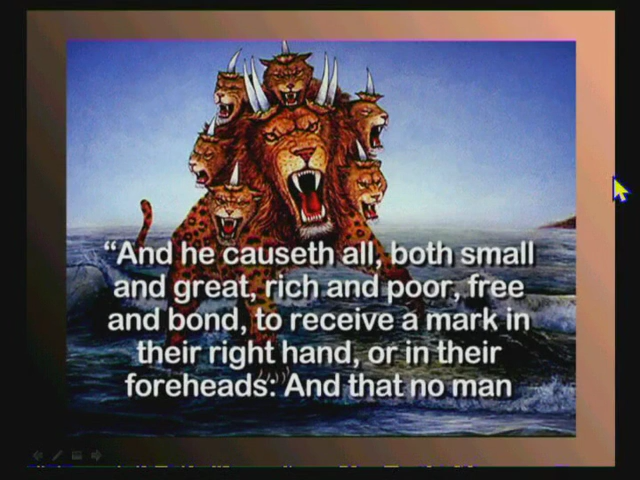 “And he causeth all, both small
and great, rich and poor, free
and bond, to receive a mark in
their right hand, or in their
foreheads: And that no man